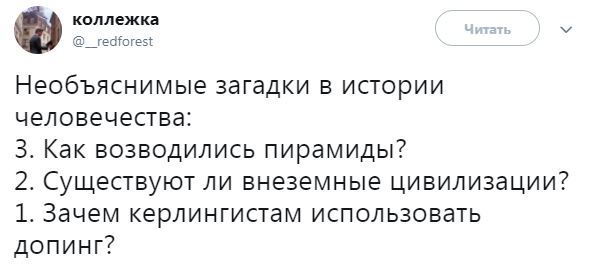 коллежка
@__redforest
Читать
Необъяснимые загадки в истории
человечества:
3. Как возводились пирамиды?
2. Существуют ли внеземные цивилизации?
1. Зачем керлингистам использовать
допинг?